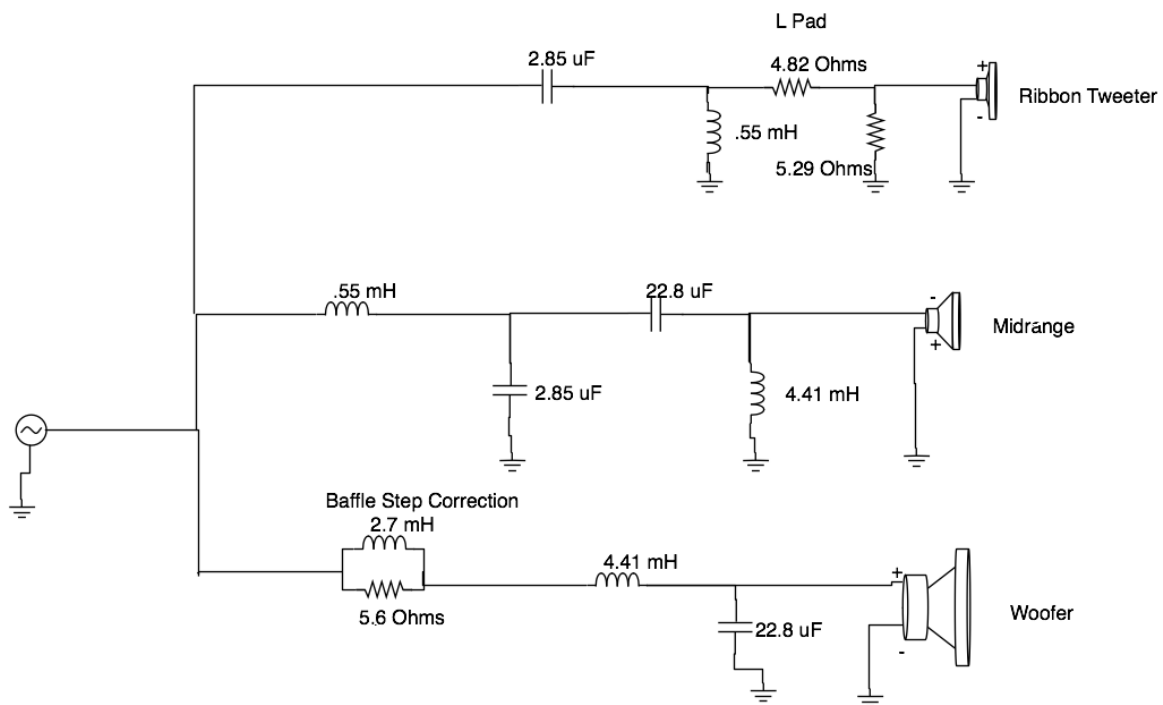 L Pad
2.85 uF
4.82 Ohms
+
Ribbon Tweeter
-
.55 mH
5.29 Ohms
.55 mH
22.8 uF
-
Midrange
+
2.85 uF
4.41 mH
Baffle Step Correction
2.7 mH
4.41 mH
+
5.6 Ohms
Woofer
22.8 uF
-